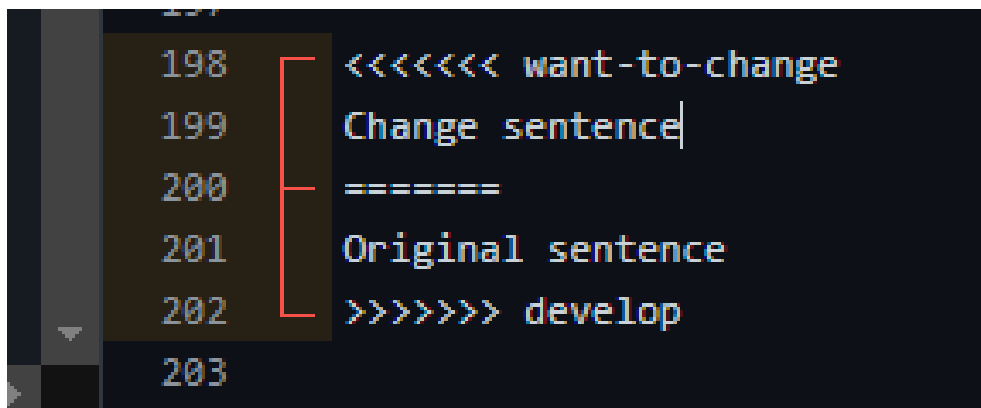 198 <<<<<<< want-to-change
199 Change sentence
200 =======
201 Original sentence
202 >>>>>>> develop
203